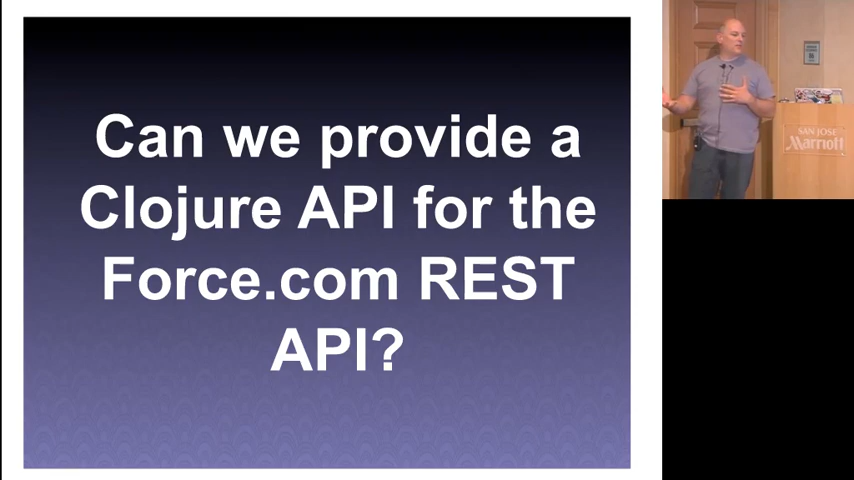 Can we provide a
Clojure API for the
Force.com REST
API?
SAN JOSE
Marriott